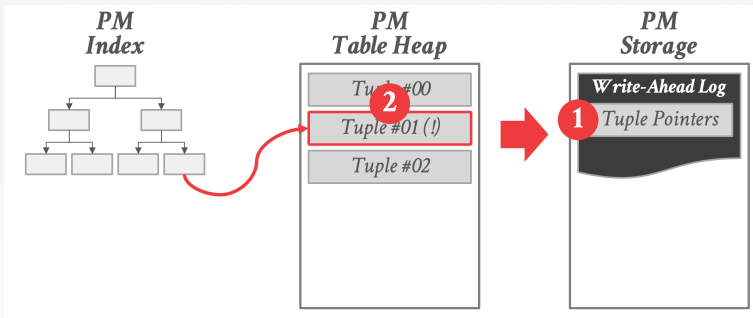 PM
Index
PM
Table Heap
Tuple #00
2
Tuple #01 (!)
Tuple #02
PM
Storage
Write-Ahead Log
1
Tuple Pointers